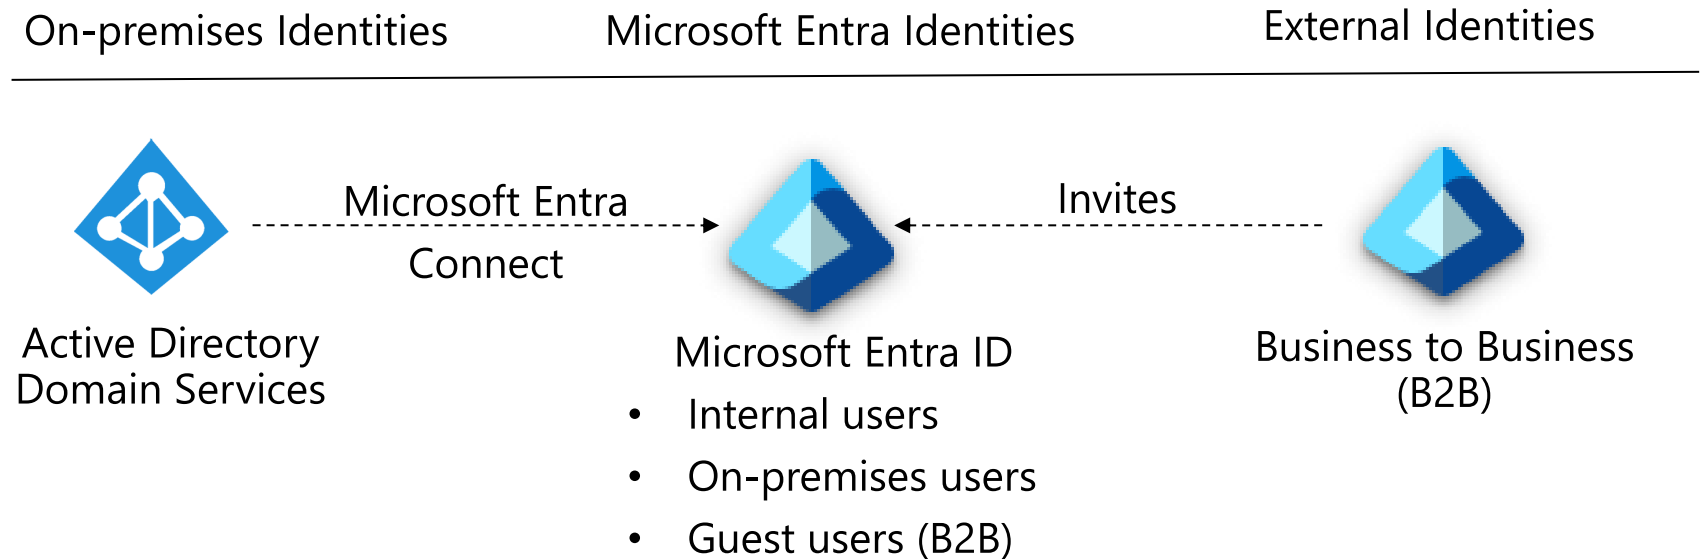 On-premises Identities
Microsoft Entra Identities
External Identities
Microsoft Entra
Connect
Invites
Active Directory
Domain Services
Microsoft Entra ID
• Internal users
• On-premises users
• Guest users (B2B)
Business to Business
(B2B)